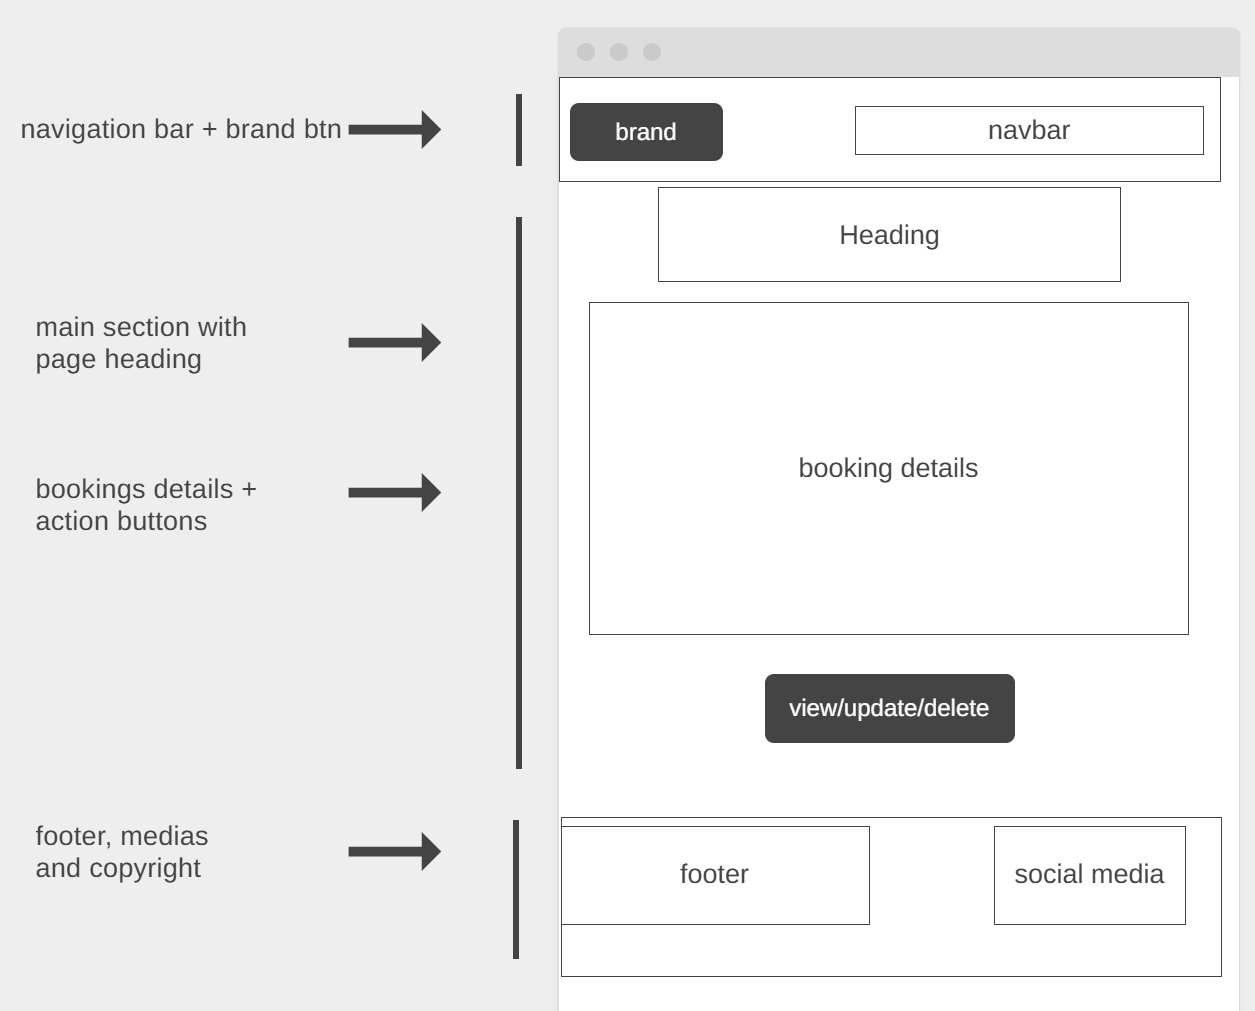 navigation bar + brand btn
brand
navbar
Heading
main section with
page heading
booking details
bookings details +
action buttons
view/update/delete
footer, medias
and copyright
footer
social media